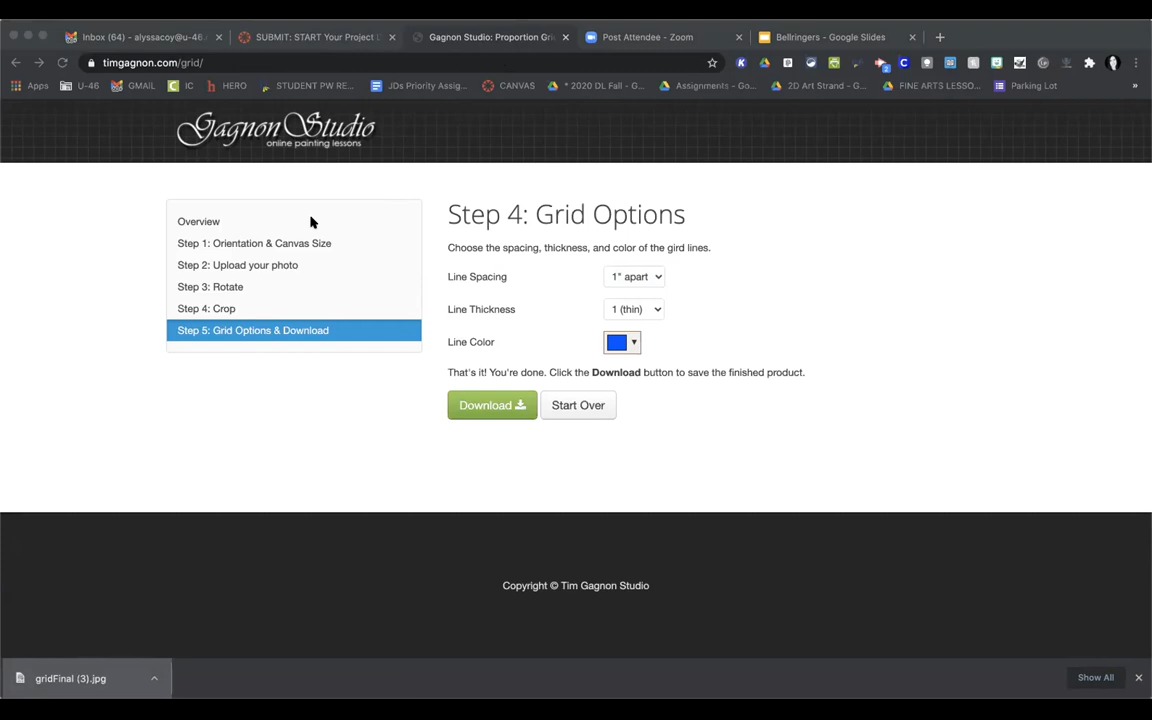 Inbox (64) - alyssacoy@u-46. SUBMIT: START Your Project D Gagnon Studio: Proportion Gri Post Attendee - Zoom Bellringers - Google Slides
timgagnon.com/grid/
Apps U-46 GMAIL IC HERO STUDENT PW RE... JDs Priority Assig... CANVAS * 2020 DL Fall - G... Assignments - Go... 2D Art Strand - G... FINE ARTS LESSO... Parking Lot »
GagnonStudio
online painting lessons
Overview
Step 1: Orientation & Canvas Size
Step 2: Upload your photo
Step 3: Rotate
Step 4: Crop
Step 5: Grid Options & Download
Step 4: Grid Options
Choose the spacing, thickness, and color of the gird lines.
Line Spacing 1" apart
Line Thickness 1 (thin)
Line Color
That's it! You're done. Click the Download button to save the finished product.
Download Start Over
Copyright © Tim Gagnon Studio
gridFinal (3).jpg Show All